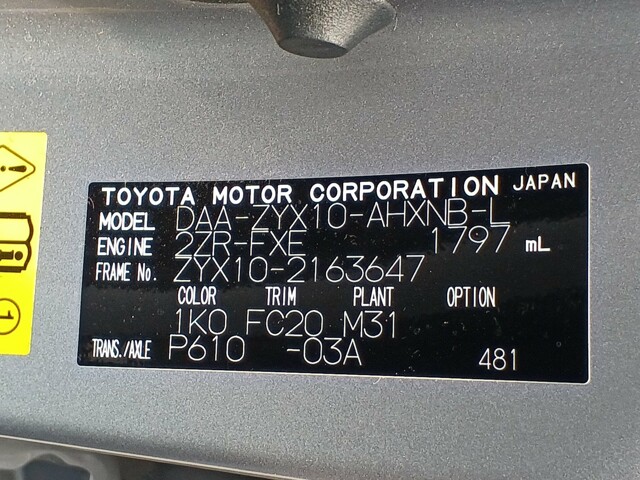 TOYOTA MOTOR CORPORATION JAPAN
MODEL DAA-ZYX10-AHXNB-L
ENGINE 2ZR-FXE 1797 mL
FRAME No. ZYX10-2163647
COLOR TRIM PLANT OPTION
1K0 FC20 M31
TRANS./AXLE P610 -03A 481
1